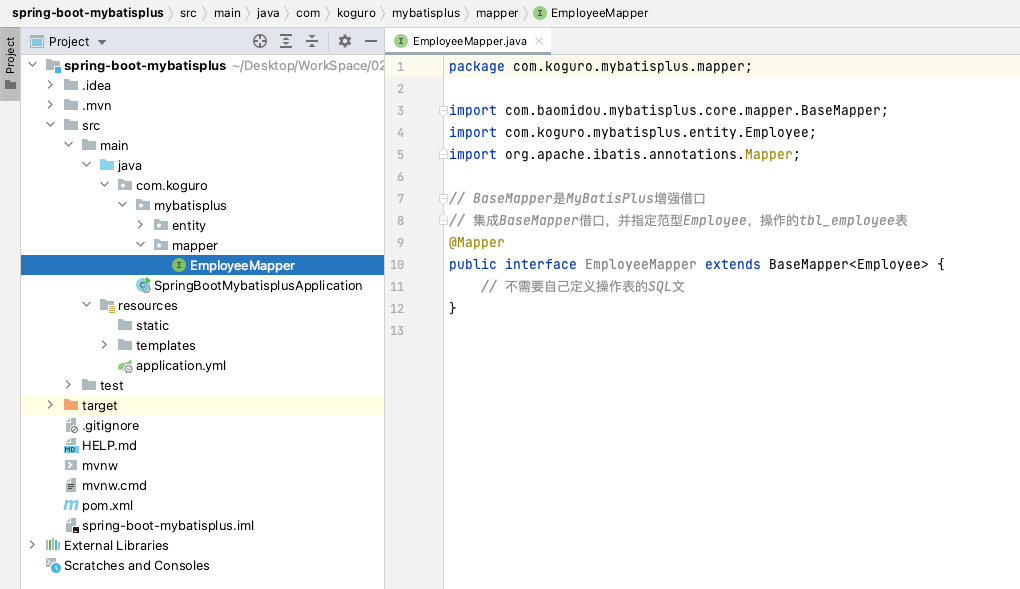 spring-boot-mybatisplus src main java com koguro mybatisplus mapper EmployeeMapper
Project
Project
spring-boot-mybatisplus ~/Desktop/WorkSpace/02
.idea
.mvn
src
main
java
com.koguro
mybatisplus
entity
mapper
EmployeeMapper
SpringBootMybatisplusApplication
resources
static
templates
application.yml
test
target
.gitignore
HELP.md
mvnw
mvnw.cmd
pom.xml
spring-boot-mybatisplus.iml
External Libraries
Scratches and Consoles
EmployeeMapper.java
1 package com.koguro.mybatisplus.mapper;
2
3 import com.baomidou.mybatisplus.core.mapper.BaseMapper;
4 import com.koguro.mybatisplus.entity.Employee;
5 import org.apache.ibatis.annotations.Mapper;
6
7 // BaseMapper是MyBatisPlus增强借口
8 // 集成BaseMapper借口，并指定范型Employee，操作的tbl_employee表
9 @Mapper
10 public interface EmployeeMapper extends BaseMapper<Employee> {
11 // 不需要自己定义操作表的SQL文
12 }
13